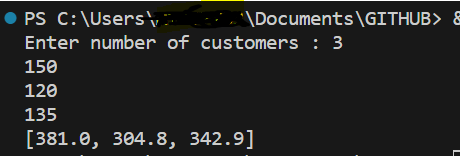 PS C:\Users\ \Documents\GITHUB> &
Enter number of customers : 3
150
120
135
[381.0, 304.8, 342.9]